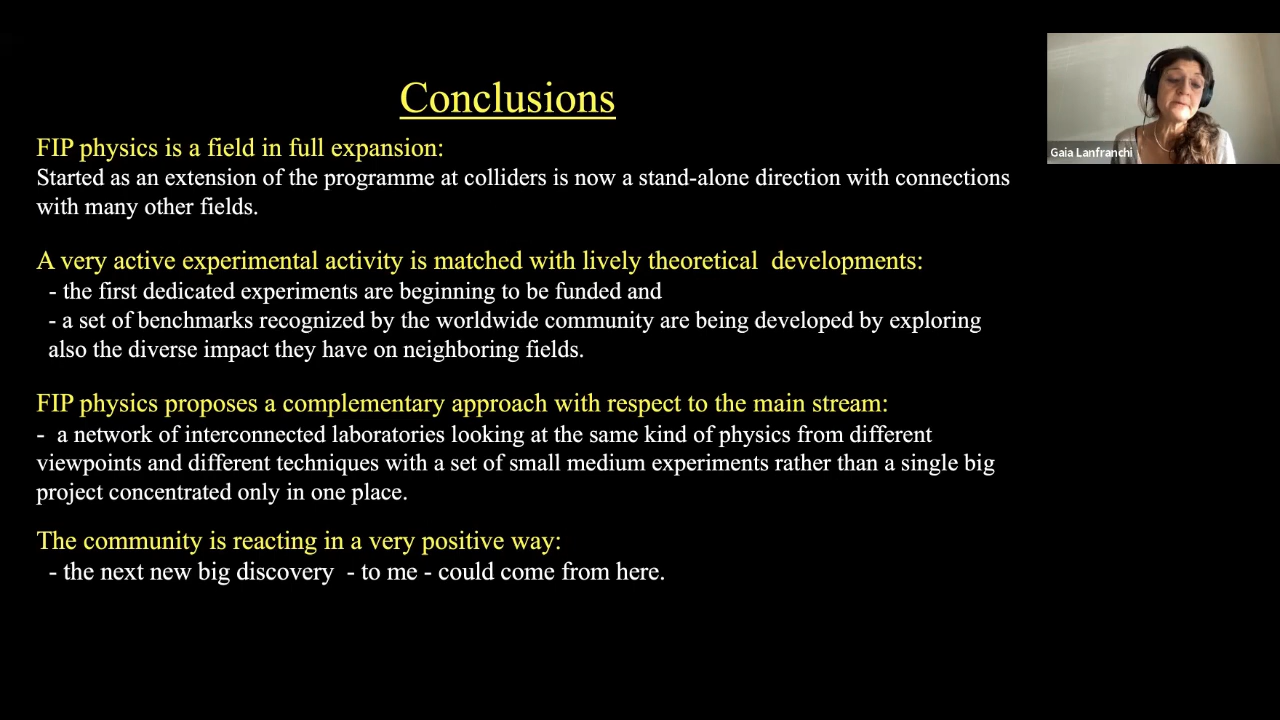 Conclusions
FIP physics is a field in full expansion:
Started as an extension of the programme at colliders is now a stand-alone direction with connections
with many other fields.
A very active experimental activity is matched with lively theoretical developments:
- the first dedicated experiments are beginning to be funded and
- a set of benchmarks recognized by the worldwide community are being developed by exploring
also the diverse impact they have on neighboring fields.
FIP physics proposes a complementary approach with respect to the main stream:
- a network of interconnected laboratories looking at the same kind of physics from different
viewpoints and different techniques with a set of small medium experiments rather than a single big
project concentrated only in one place.
The community is reacting in a very positive way:
- the next new big discovery - to me - could come from here.
Gaia Lanfranchi